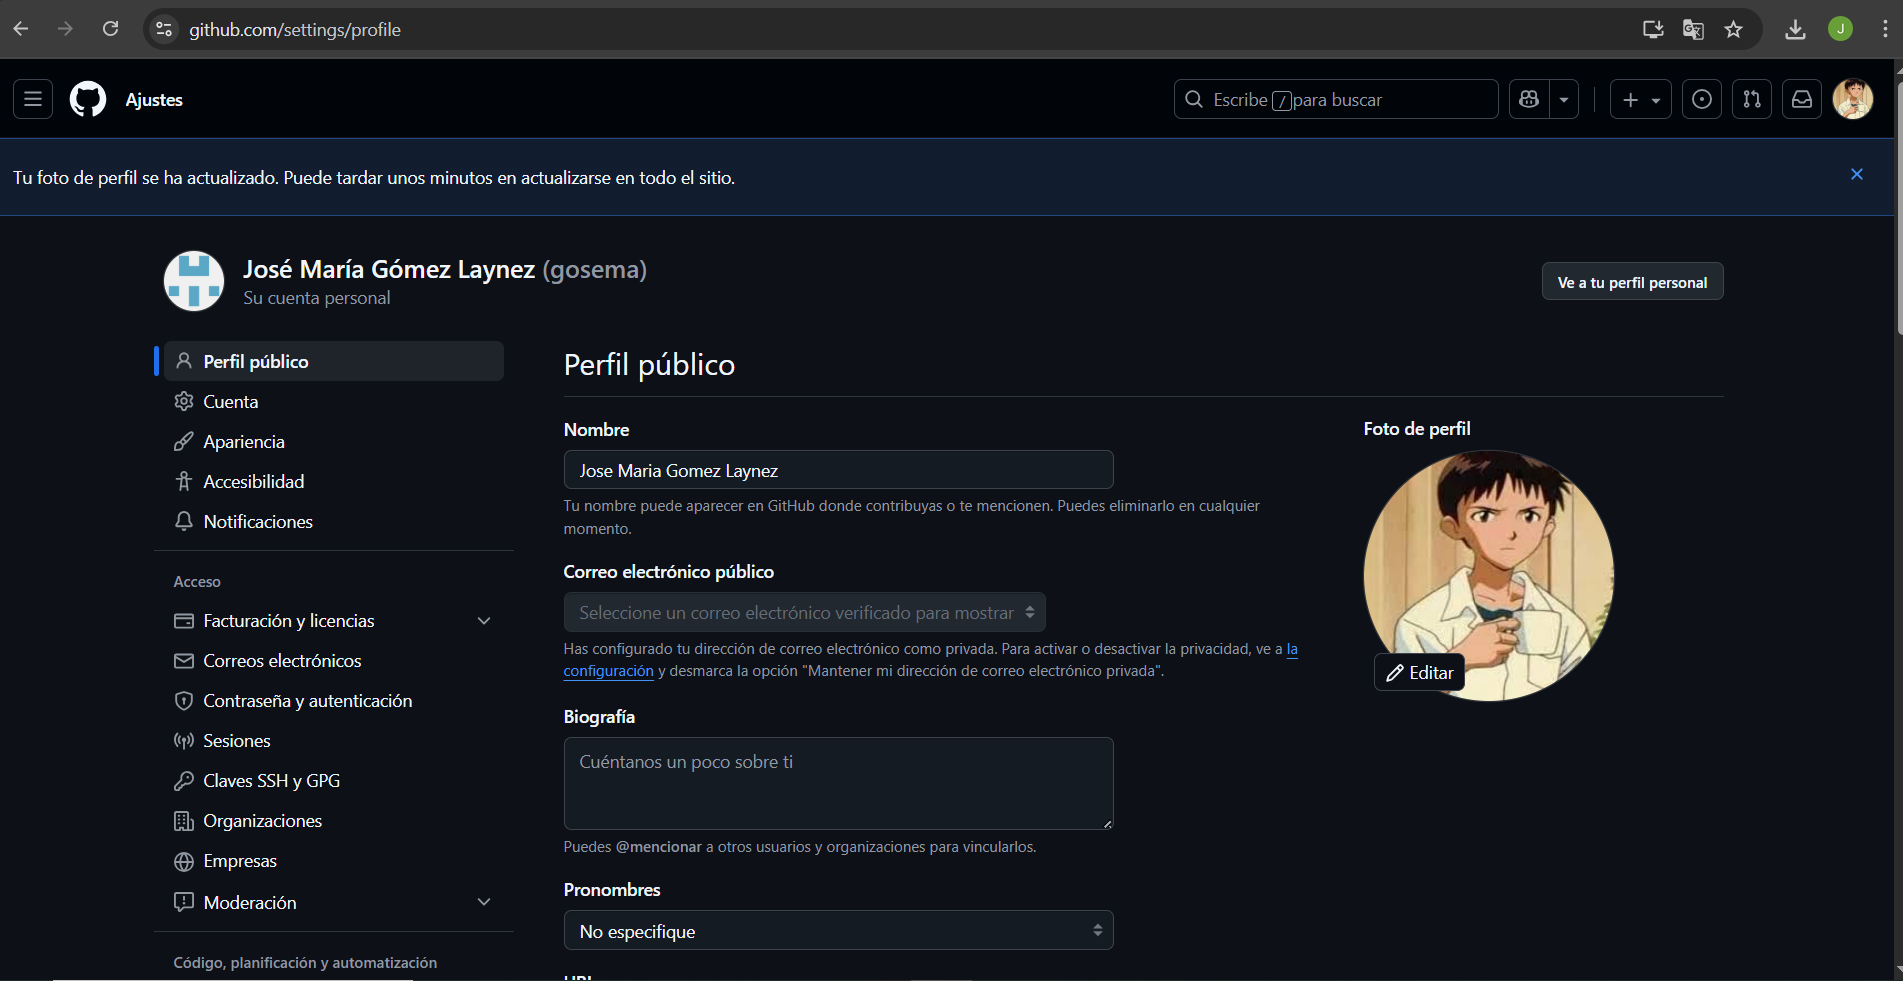 github.com/settings/profile
J
Ajustes
Escribe / para buscar
Tu foto de perfil se ha actualizado. Puede tardar unos minutos en actualizarse en todo el sitio.
José María Gómez Laynez (gosema)
Su cuenta personal
Ve a tu perfil personal
Perfil público
Cuenta
Apariencia
Accesibilidad
Notificaciones
Acceso
Facturación y licencias
Correos electrónicos
Contraseña y autenticación
Sesiones
Claves SSH y GPG
Organizaciones
Empresas
Moderación
Código, planificación y automatización
Perfil público
Nombre
Jose Maria Gomez Laynez
Tu nombre puede aparecer en GitHub donde contribuyas o te mencionen. Puedes eliminarlo en cualquier
momento.
Correo electrónico público
Seleccione un correo electrónico verificado para mostrar
Has configurado tu dirección de correo electrónico como privada. Para activar o desactivar la privacidad, ve a la
configuración y desmarca la opción "Mantener mi dirección de correo electrónico privada".
Biografía
Cuéntanos un poco sobre ti
Puedes @mencionar a otros usuarios y organizaciones para vincularlos.
Pronombres
No especifique
Foto de perfil
Editar